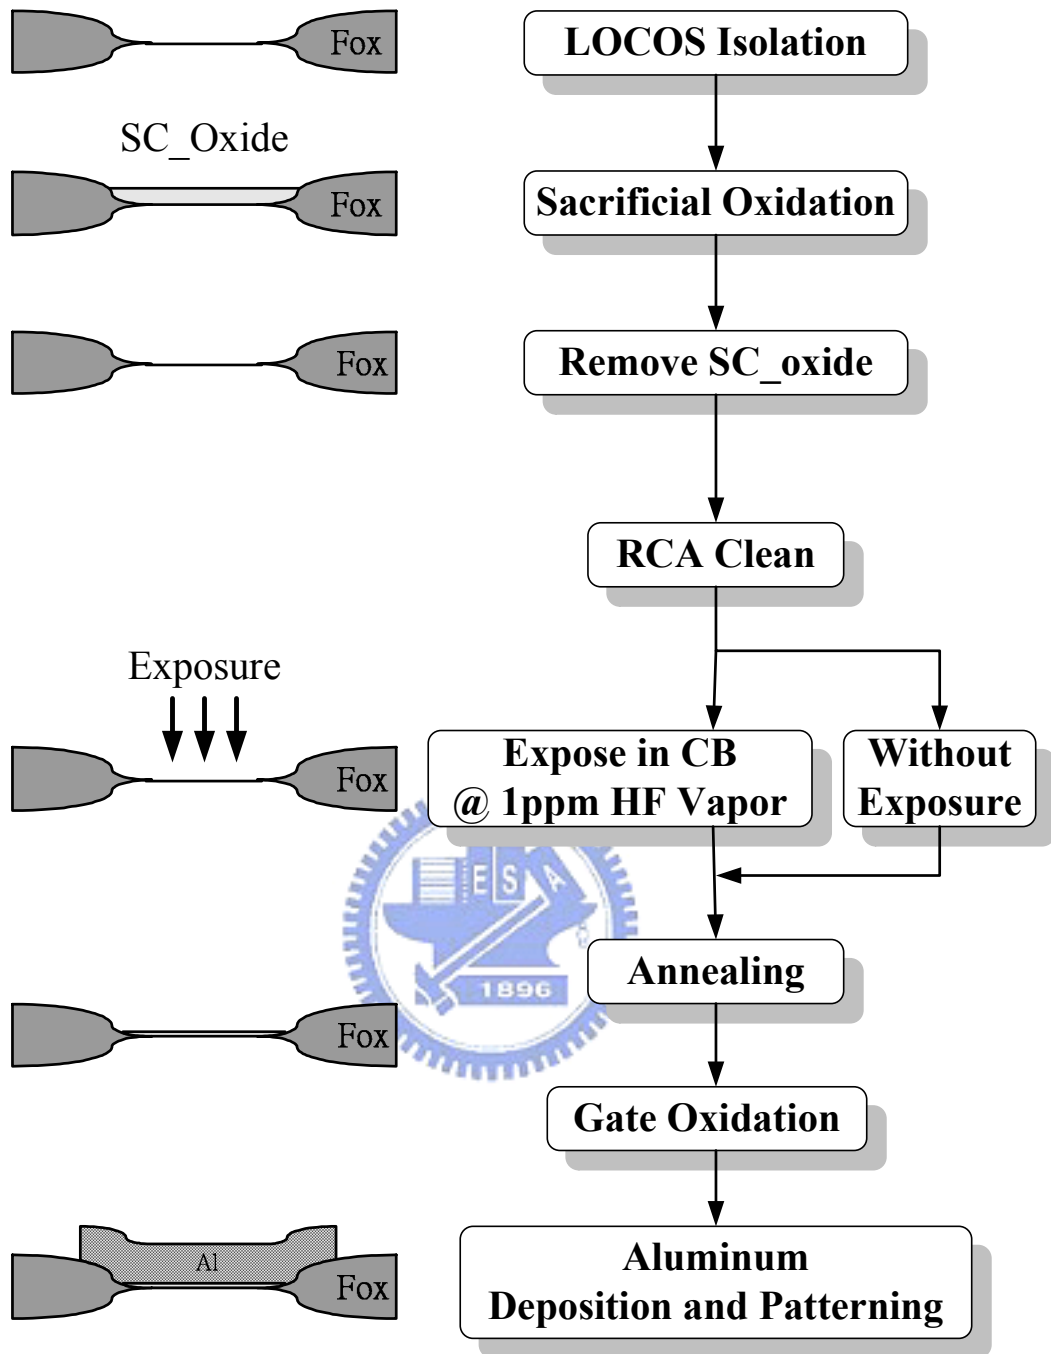 Fox
LOCOS Isolation
SC_Oxide
Fox
Sacrificial Oxidation
Fox
Remove SC_oxide
RCA Clean
Exposure
Fox
Expose in CB
@ 1ppm HF Vapor
Without
Exposure
E S A
1896
Annealing
Fox
Gate Oxidation
Al
Fox
Aluminum
Deposition and Patterning